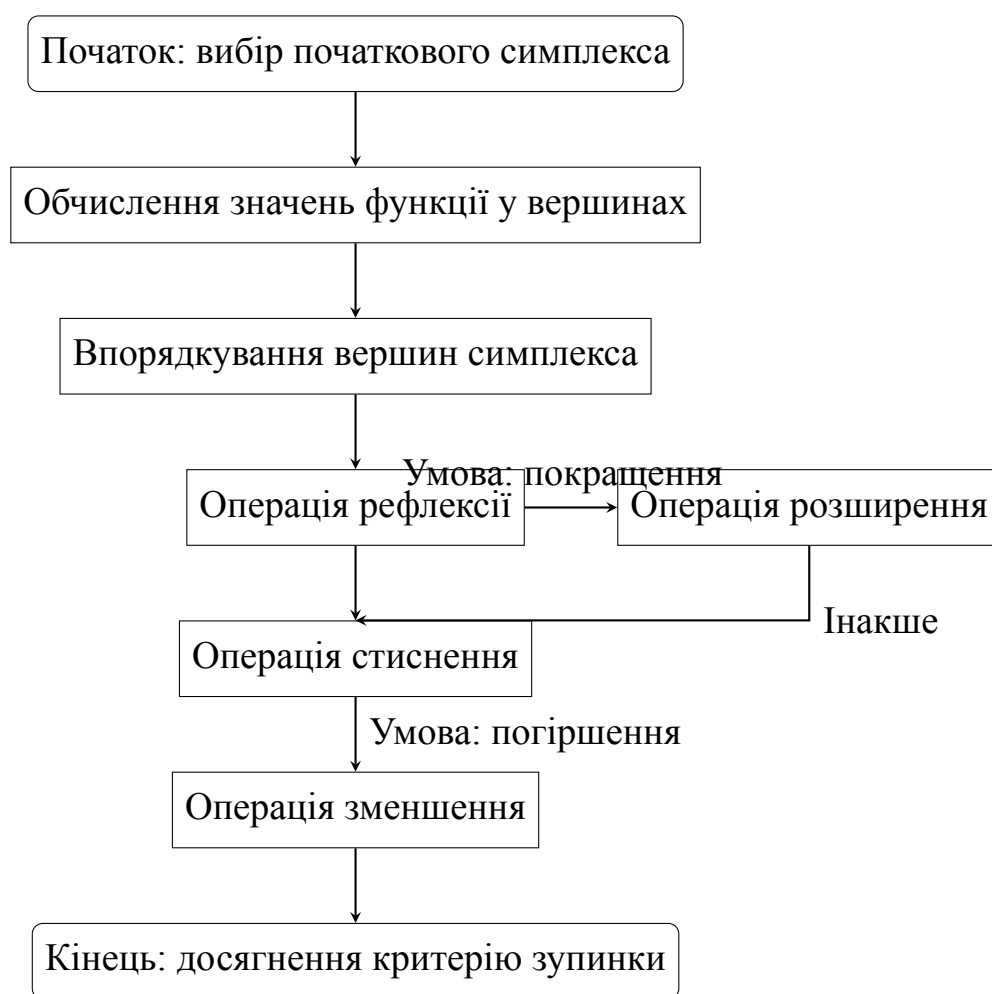 Початок: вибір початкового симплекса
Обчислення значень функції у вершинах
Впорядкування вершин симплекса
Умова: покращення
Операція рефлексії
Операція розширення
Інакше
Операція стиснення
Умова: погіршення
Операція зменшення
Кінець: досягнення критерію зупинки